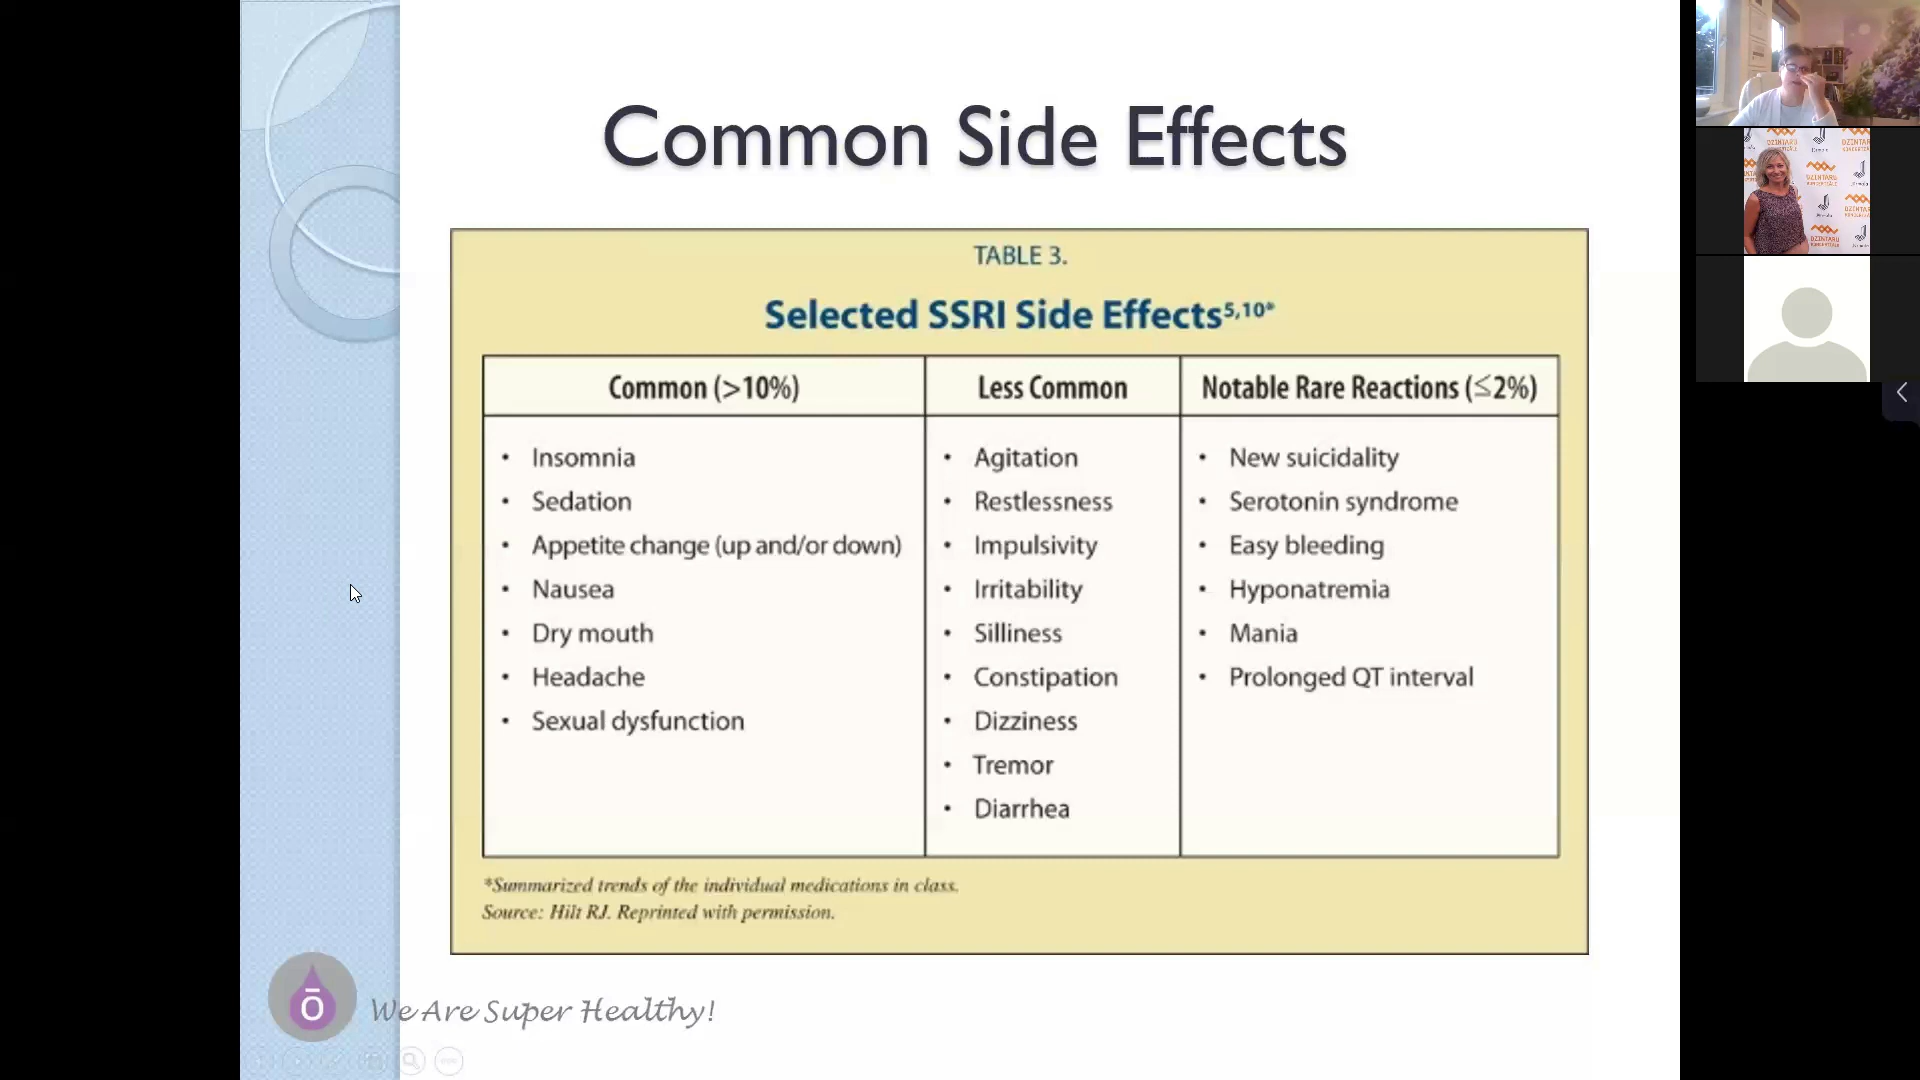 Common Side Effects
TABLE 3.
Selected SSRI Side Effects5,10*
Common (>10%)
• Insomnia
• Sedation
• Appetite change (up and/or down)
• Nausea
• Dry mouth
• Headache
• Sexual dysfunction
Less Common
• Agitation
• Restlessness
• Impulsivity
• Irritability
• Silliness
• Constipation
• Dizziness
• Tremor
• Diarrhea
Notable Rare Reactions (≤2%)
• New suicidality
• Serotonin syndrome
• Easy bleeding
• Hyponatremia
• Mania
• Prolonged QT interval
*Summarized trends of the individual medications in class.
Source: Hilt RJ. Reprinted with permission.
ō
We Are Super Healthy!
DZINTARU